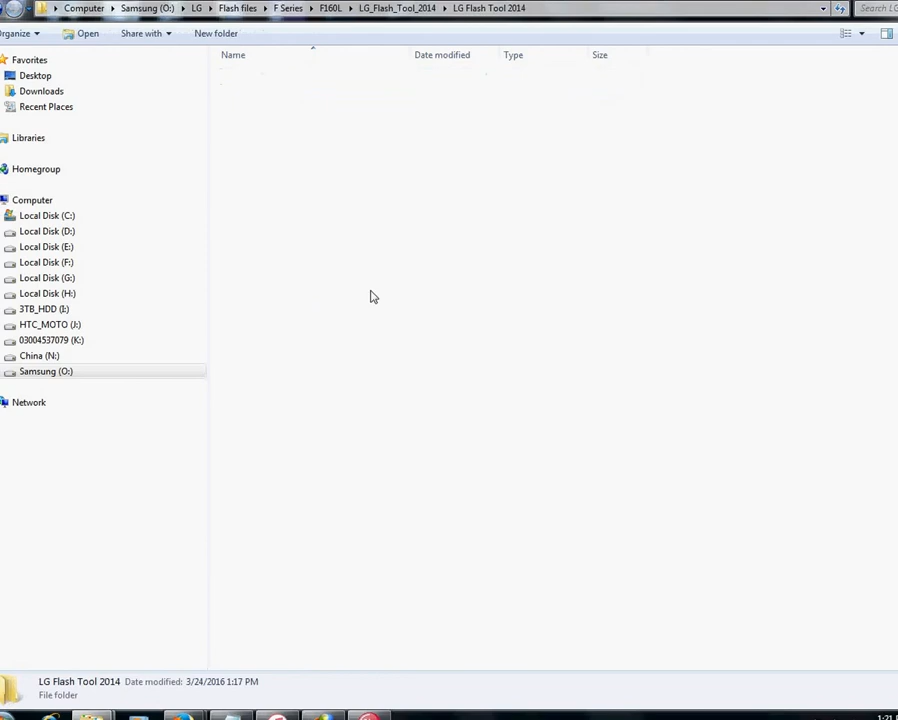 Computer ▸ Samsung (O:) ▸ LG ▸ Flash files ▸ F Series ▸ F160L ▸ LG_Flash_Tool_2014 ▸ LG Flash Tool 2014
Search LG
Organize Open Share with New folder
Name Date modified Type Size
Favorites
Desktop
Downloads
Recent Places
Libraries
Homegroup
Computer
Local Disk (C:)
Local Disk (D:)
Local Disk (E:)
Local Disk (F:)
Local Disk (G:)
Local Disk (H:)
3TB_HDD (I:)
HTC_MOTO (J:)
03004537079 (K:)
China (N:)
Samsung (O:)
Network
LG Flash Tool 2014 Date modified: 3/24/2016 1:17 PM
File folder